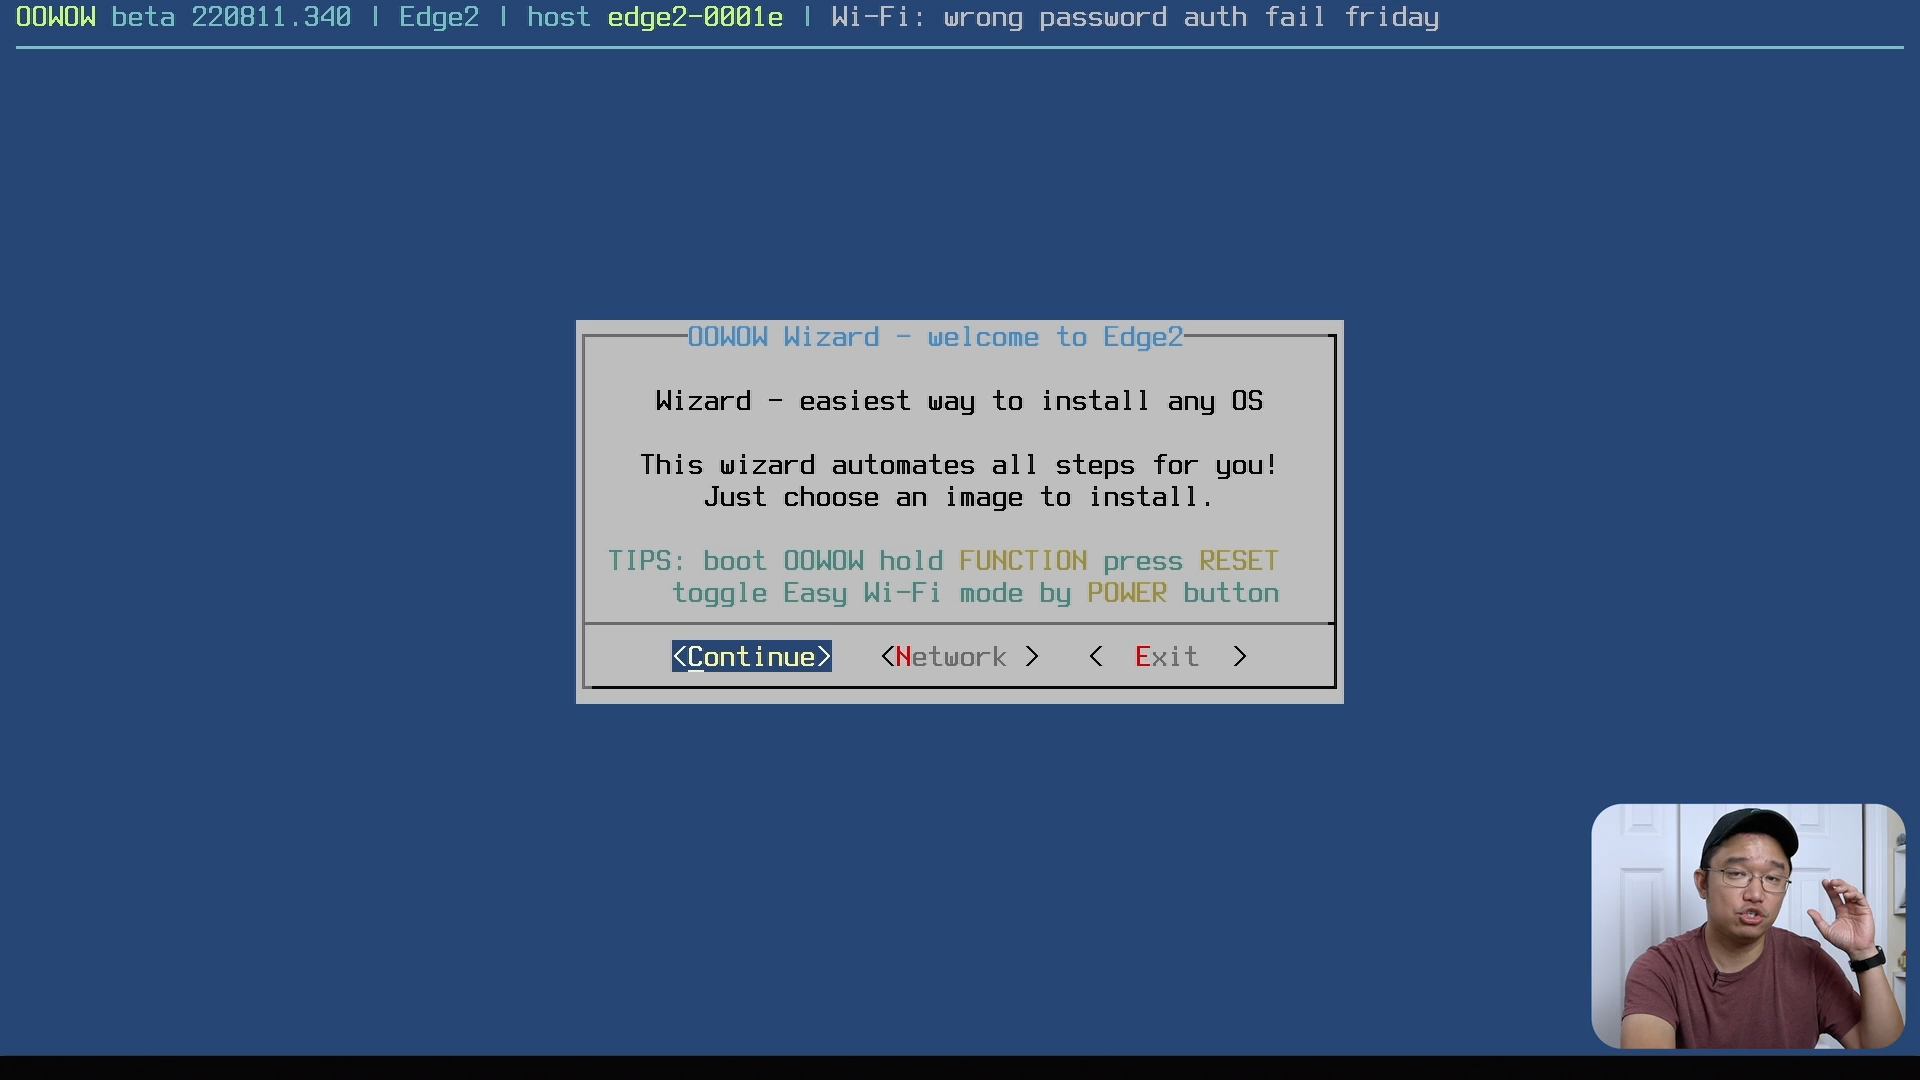 OOWOW beta 220811.340 | Edge2 | host edge2-0001e | Wi-Fi: wrong password auth fail friday
OOWOW Wizard - welcome to Edge2
Wizard - easiest way to install any OS
This wizard automates all steps for you!
Just choose an image to install.
TIPS: boot OOWOW hold FUNCTION press RESET
toggle Easy Wi-Fi mode by POWER button
<Continue> <Network > < Exit >